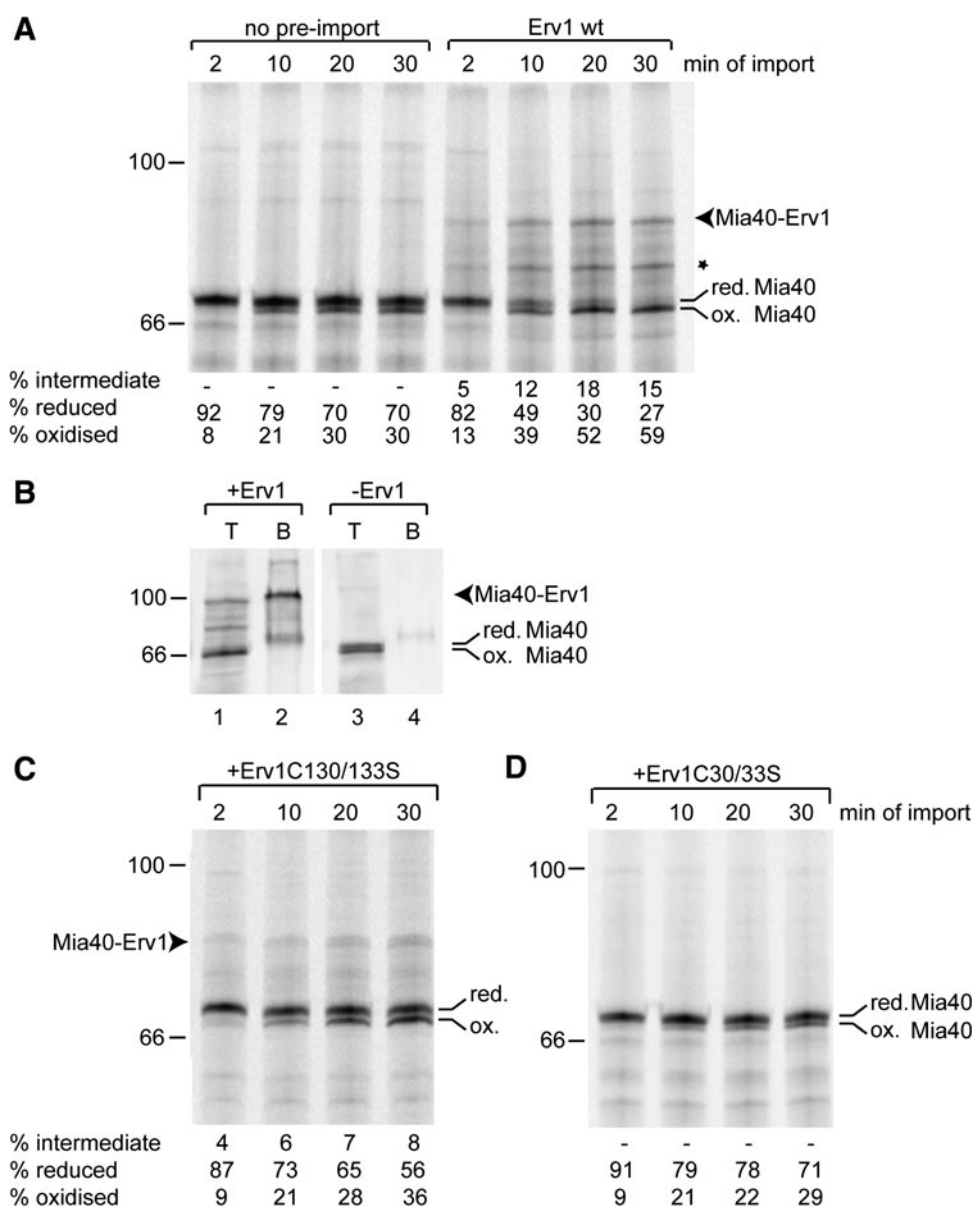 A
no pre-import Erv1 wt
2 10 20 30 2 10 20 30 min of import
100
Mia40-Erv1
red. Mia40
ox. Mia40
66
% intermediate - - - - 5 12 18 15
% reduced 92 79 70 70 82 49 30 27
% oxidised 8 21 30 30 13 39 52 59
B
+Erv1 -Erv1
T B T B
100
Mia40-Erv1
red. Mia40
ox. Mia40
66
1 2 3 4
C
+Erv1C130/133S
2 10 20 30
100
Mia40-Erv1
red.
ox.
66
% intermediate 4 6 7 8
% reduced 87 73 65 56
% oxidised 9 21 28 36
D
+Erv1C30/33S
2 10 20 30 min of import
100
red. Mia40
ox. Mia40
66
- - - -
91 79 78 71
9 21 22 29